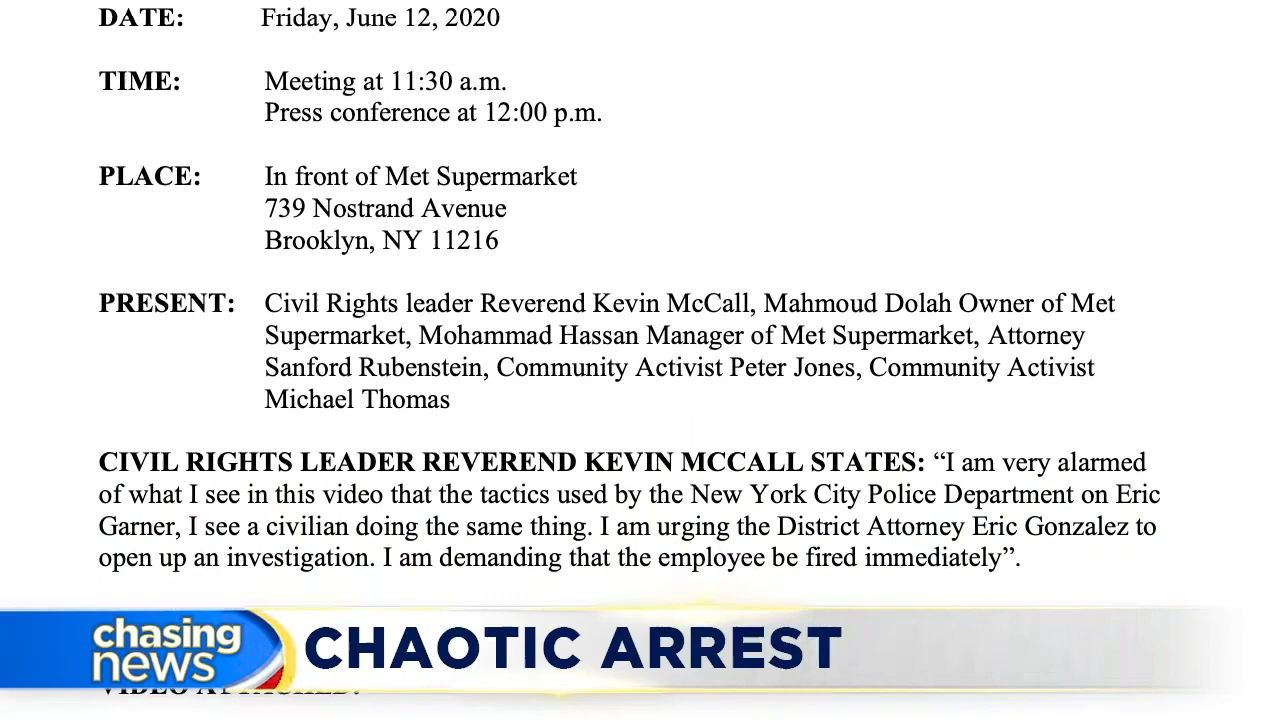 DATE: Friday, June 12, 2020
TIME: Meeting at 11:30 a.m.
Press conference at 12:00 p.m.
PLACE: In front of Met Supermarket
739 Nostrand Avenue
Brooklyn, NY 11216
PRESENT: Civil Rights leader Reverend Kevin McCall, Mahmoud Dolah Owner of Met
Supermarket, Mohammad Hassan Manager of Met Supermarket, Attorney
Sanford Rubenstein, Community Activist Peter Jones, Community Activist
Michael Thomas
CIVIL RIGHTS LEADER REVEREND KEVIN MCCALL STATES: “I am very alarmed
of what I see in this video that the tactics used by the New York City Police Department on Eric
Garner, I see a civilian doing the same thing. I am urging the District Attorney Eric Gonzalez to
open up an investigation. I am demanding that the employee be fired immediately”.
chasing
news
CHAOTIC ARREST
VIDEO ATTACHED: